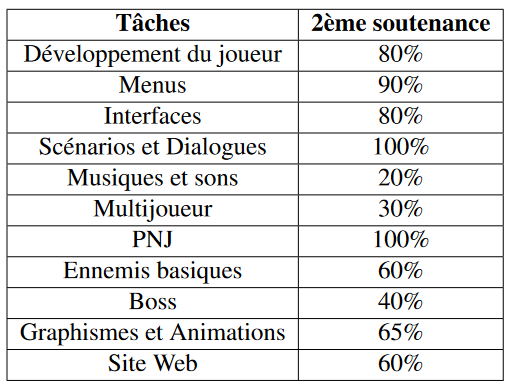 Tâches 2ème soutenance
Développement du joueur 80%
Menus 90%
Interfaces 80%
Scénarios et Dialogues 100%
Musiques et sons 20%
Multijoueur 30%
PNJ 100%
Ennemis basiques 60%
Boss 40%
Graphismes et Animations 65%
Site Web 60%